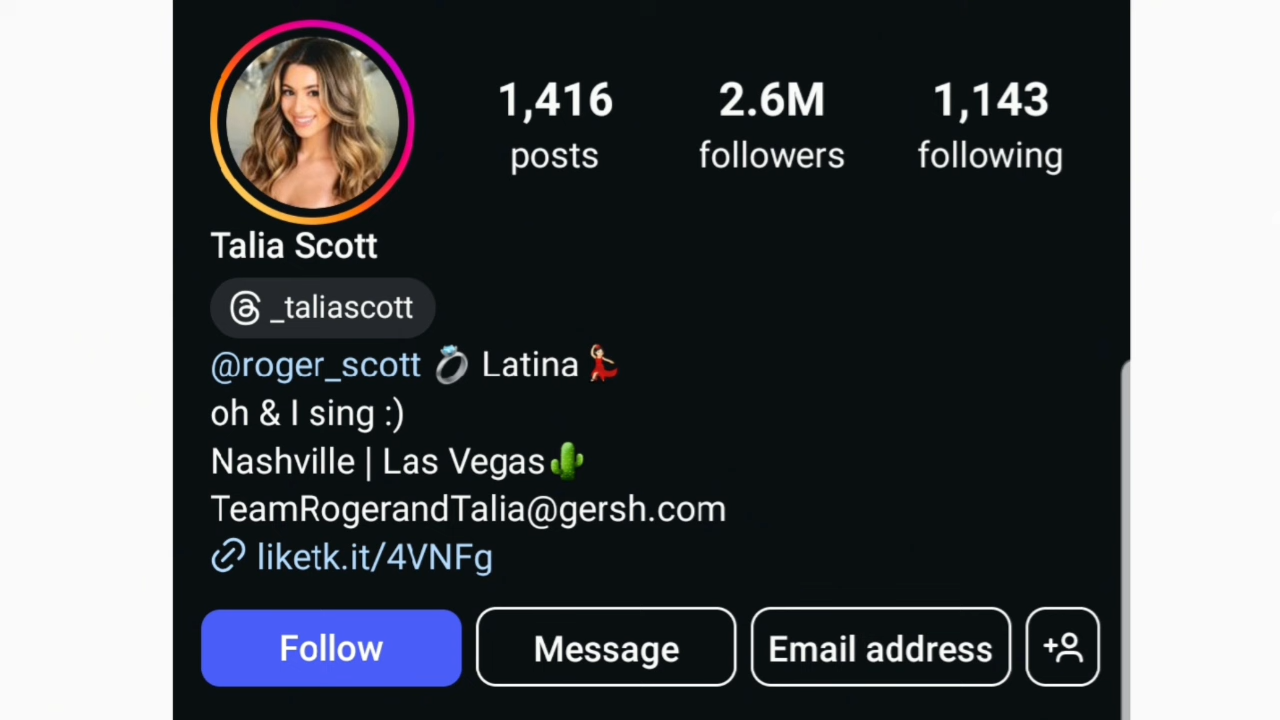 1,416 2.6M 1,143
posts followers following
Talia Scott
_taliascott
@roger_scott 💍 Latina💃
oh & I sing :)
Nashville | Las Vegas🌵
TeamRogerandTalia@gersh.com
liketk.it/4VNFg
Follow Message Email address